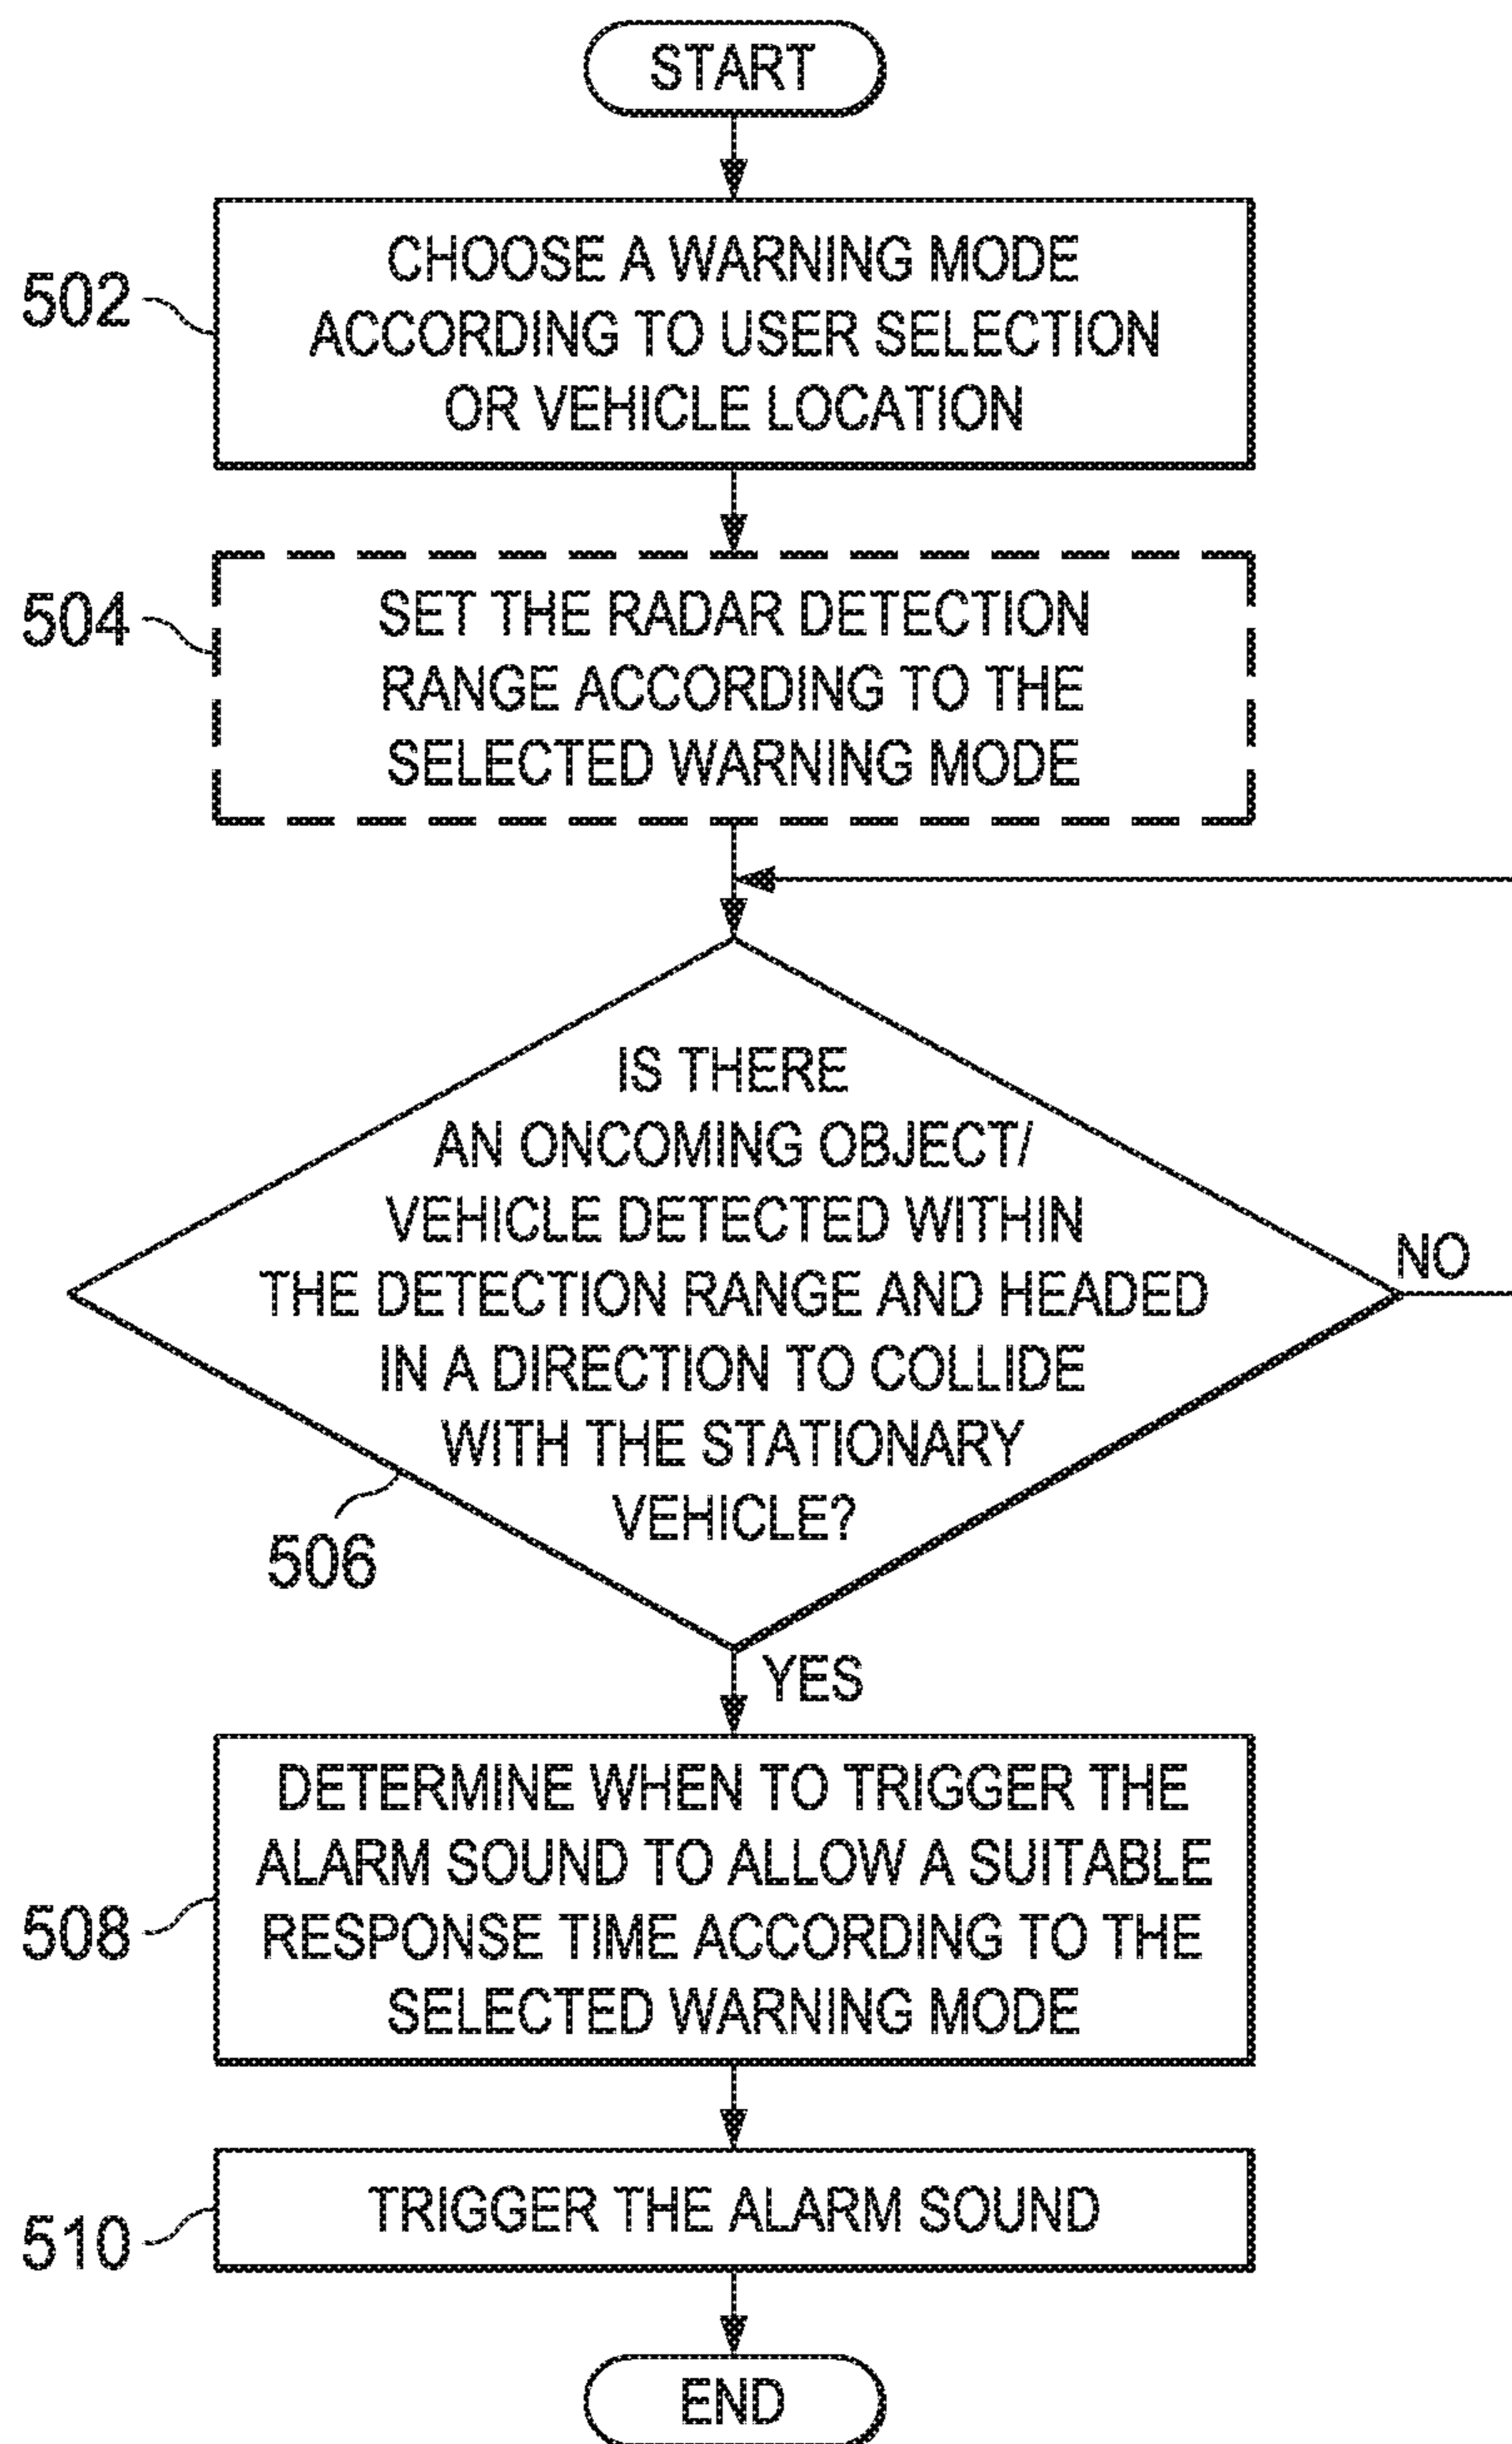 START
502
CHOOSE A WARNING MODE
ACCORDING TO USER SELECTION
OR VEHICLE LOCATION
504
SET THE RADAR DETECTION
RANGE ACCORDING TO THE
SELECTED WARNING MODE
IS THERE
AN ONCOMING OBJECT/
VEHICLE DETECTED WITHIN
THE DETECTION RANGE AND HEADED
IN A DIRECTION TO COLLIDE
WITH THE STATIONARY
VEHICLE?
NO
506
YES
DETERMINE WHEN TO TRIGGER THE
ALARM SOUND TO ALLOW A SUITABLE
RESPONSE TIME ACCORDING TO THE
SELECTED WARNING MODE
508
TRIGGER THE ALARM SOUND
510
END